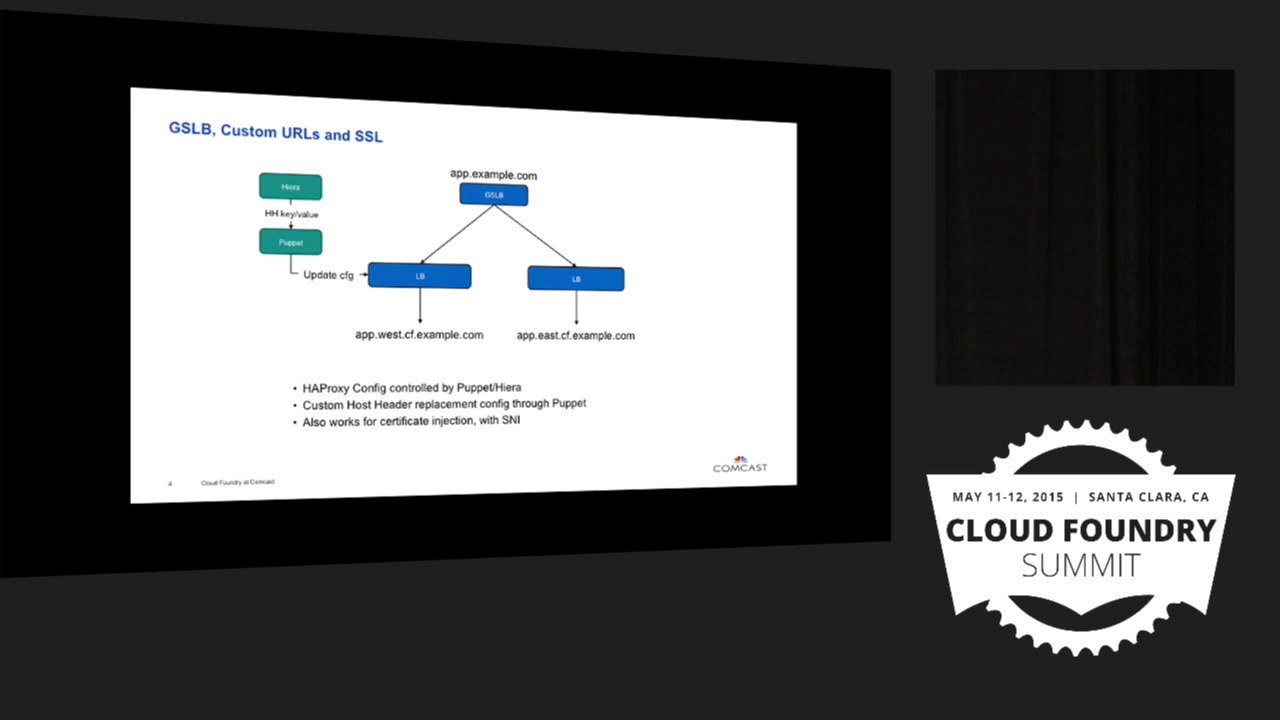 GSLB, Custom URLs and SSL
app.example.com
Hiera
GSLB
HH key/value
Puppet
Update cfg
LB
LB
app.west.cf.example.com
app.east.cf.example.com
• HAProxy Config controlled by Puppet/Hiera
• Custom Host Header replacement config through Puppet
• Also works for certificate injection, with SNI
COMCAST
4
Cloud Foundry at Comcast
MAY 11-12, 2015 | SANTA CLARA, CA
CLOUD FOUNDRY
SUMMIT